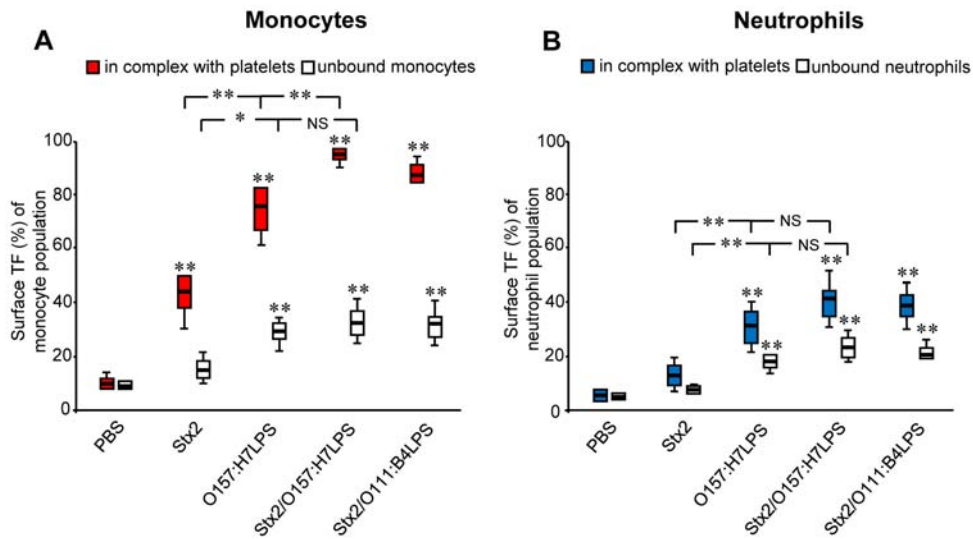 Monocytes
A
in complex with platelets unbound monocytes
** **
* NS
Surface TF (%) of
monocyte population
100
80
60
40
20
0
**
**
**
**
**
**
**
PBS
Stx2
O157:H7LPS
Stx2/O157:H7LPS
Stx2/O111:B4LPS
Neutrophils
B
in complex with platelets unbound neutrophils
** NS
** NS
Surface TF (%) of
neutrophil population
100
80
60
40
20
0
**
**
**
**
**
**
PBS
Stx2
O157:H7LPS
Stx2/O157:H7LPS
Stx2/O111:B4LPS